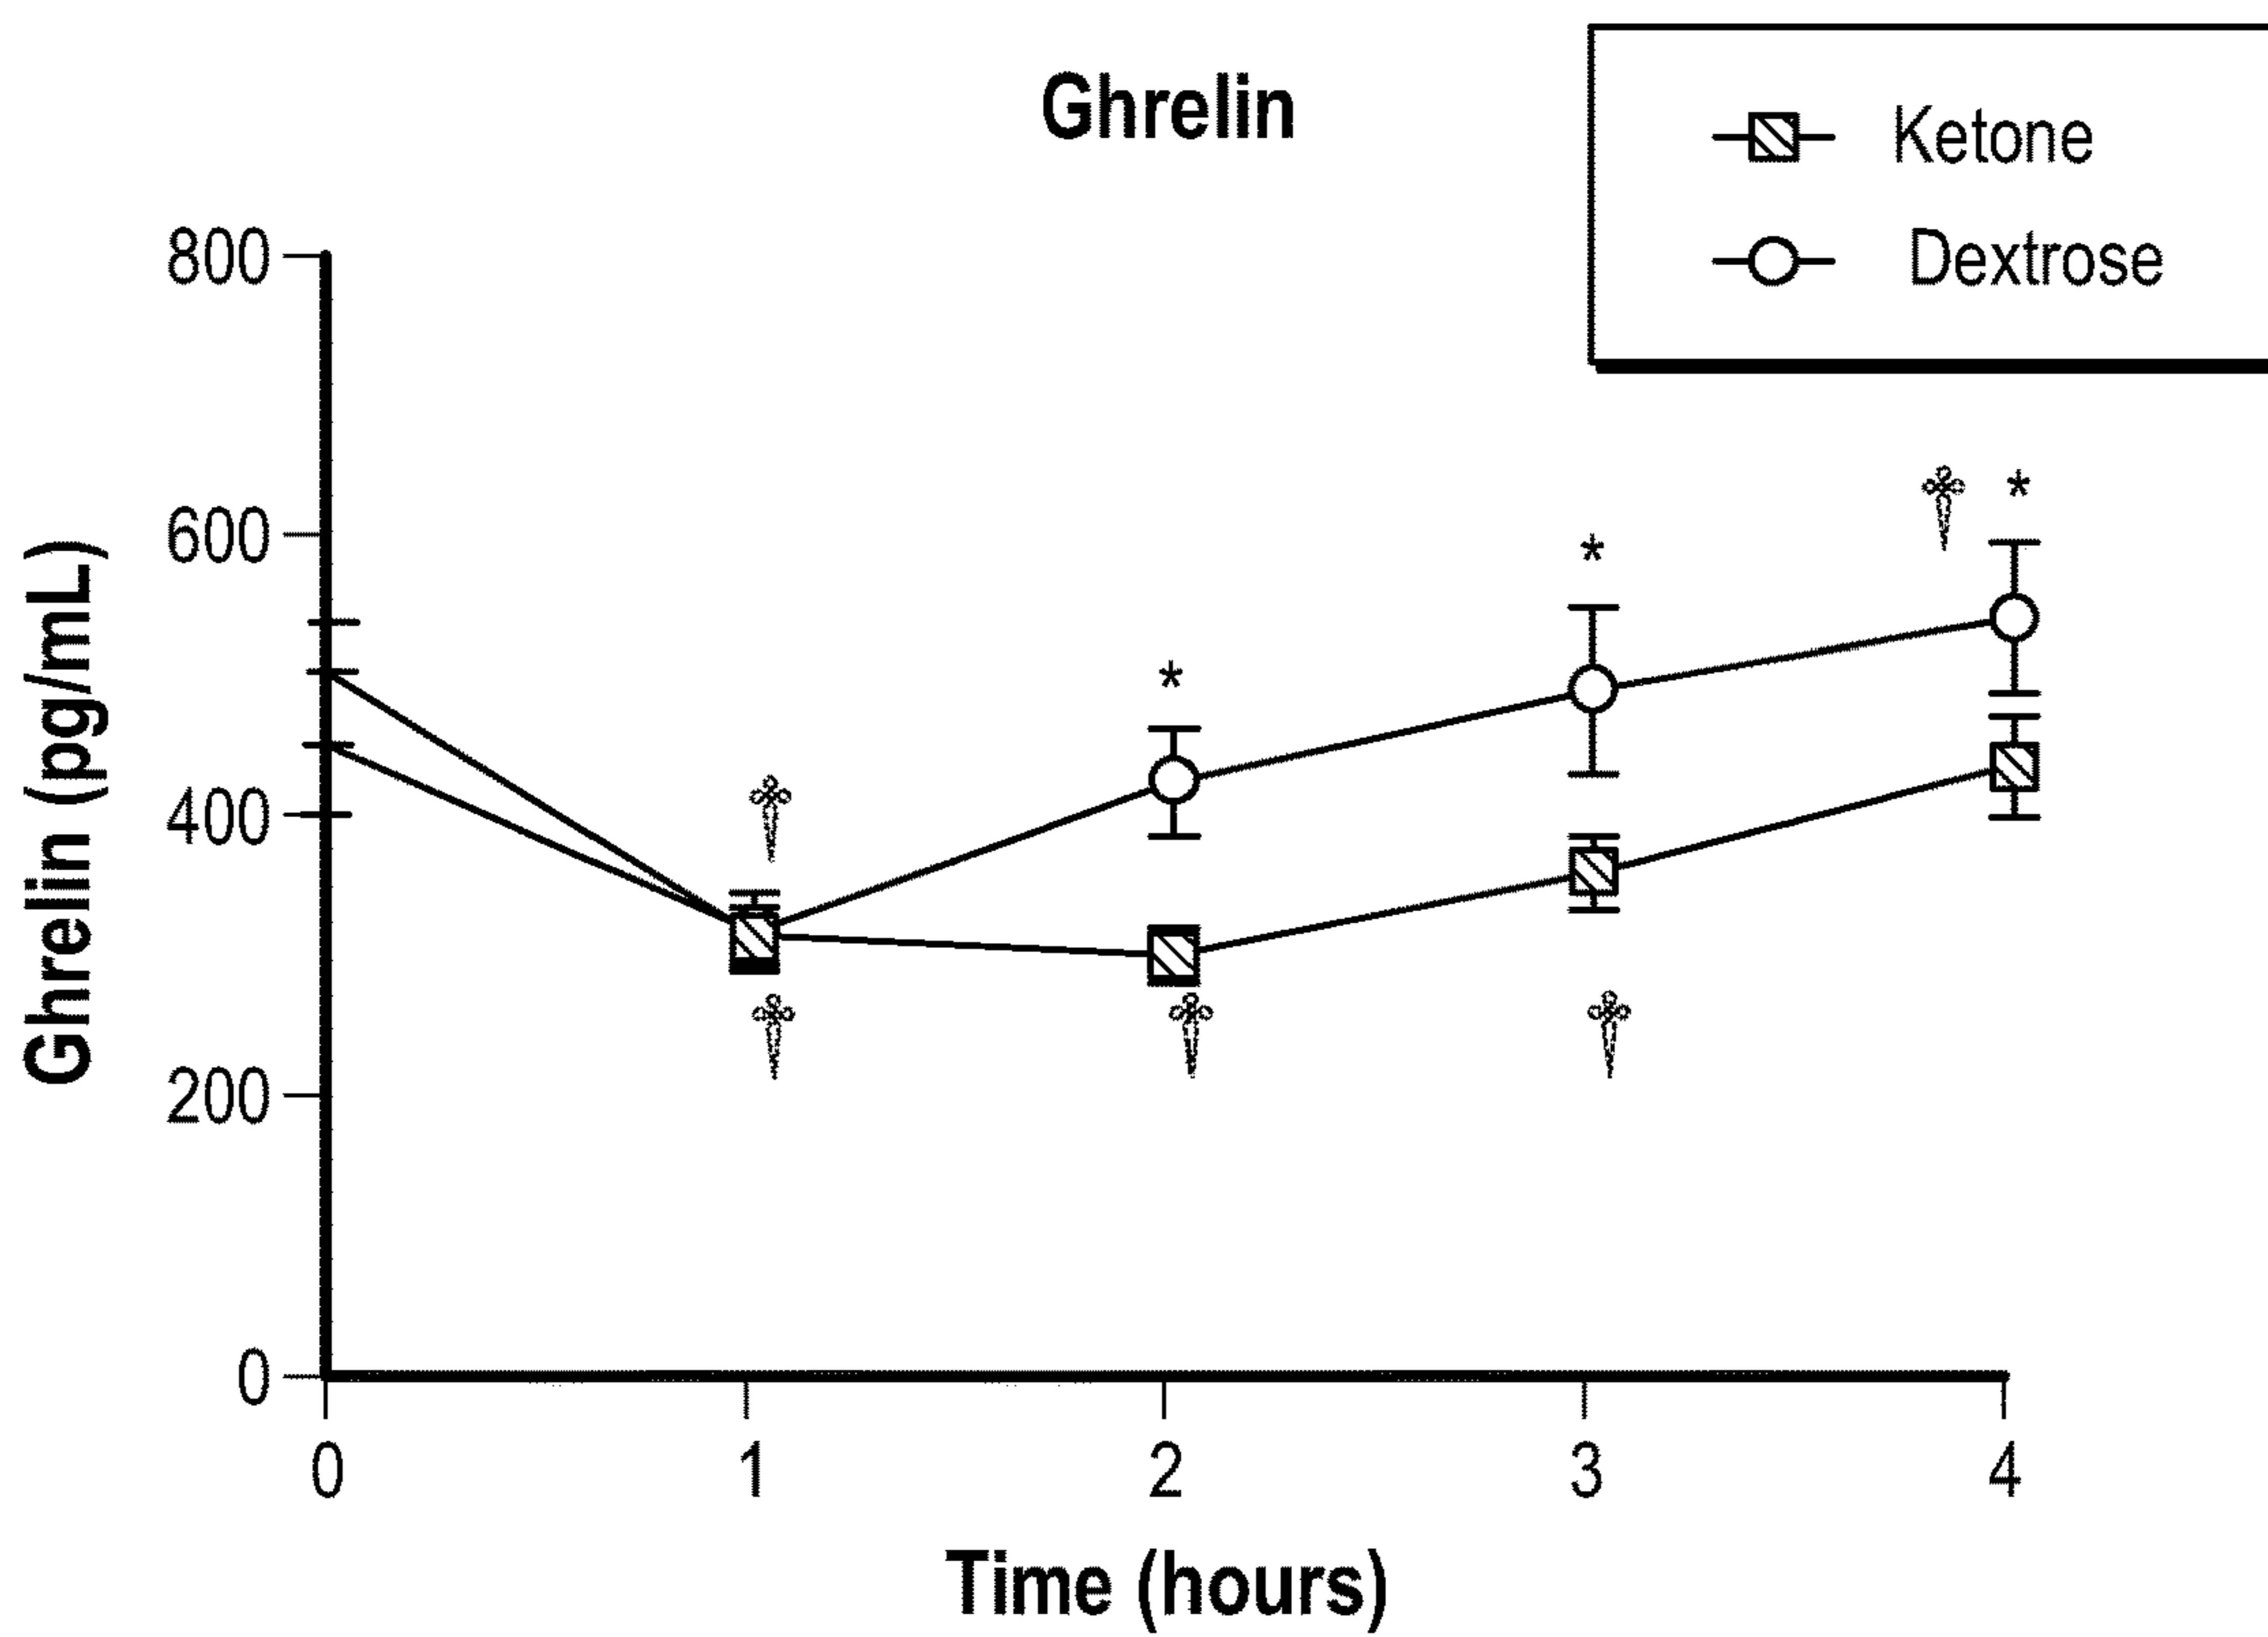 Ghrelin
Ketone
Dextrose
Ghrelin (pg/mL)
800
600
400
200
0
† *
*
*
†
†
†
†
0 1 2 3 4
Time (hours)